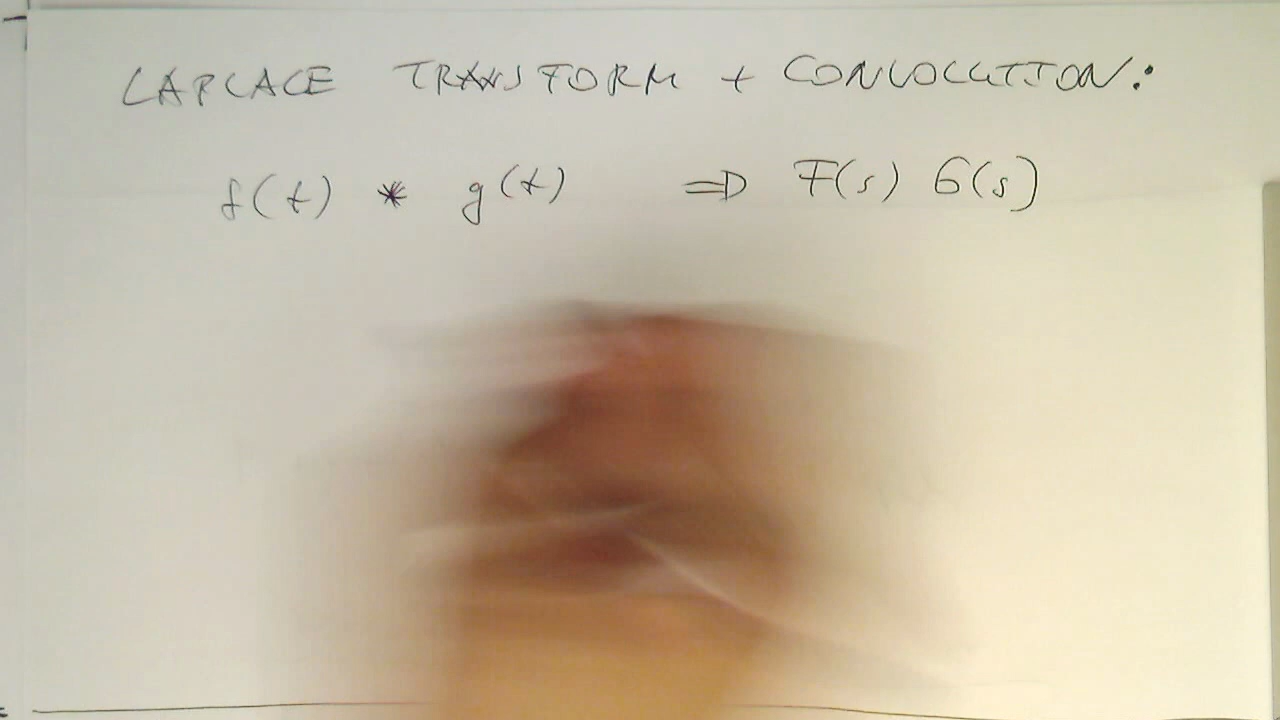 LAPLACE TRANSFORM + CONVOLUTION:
f(t) * g(t) ⇒ F(s) G(s)